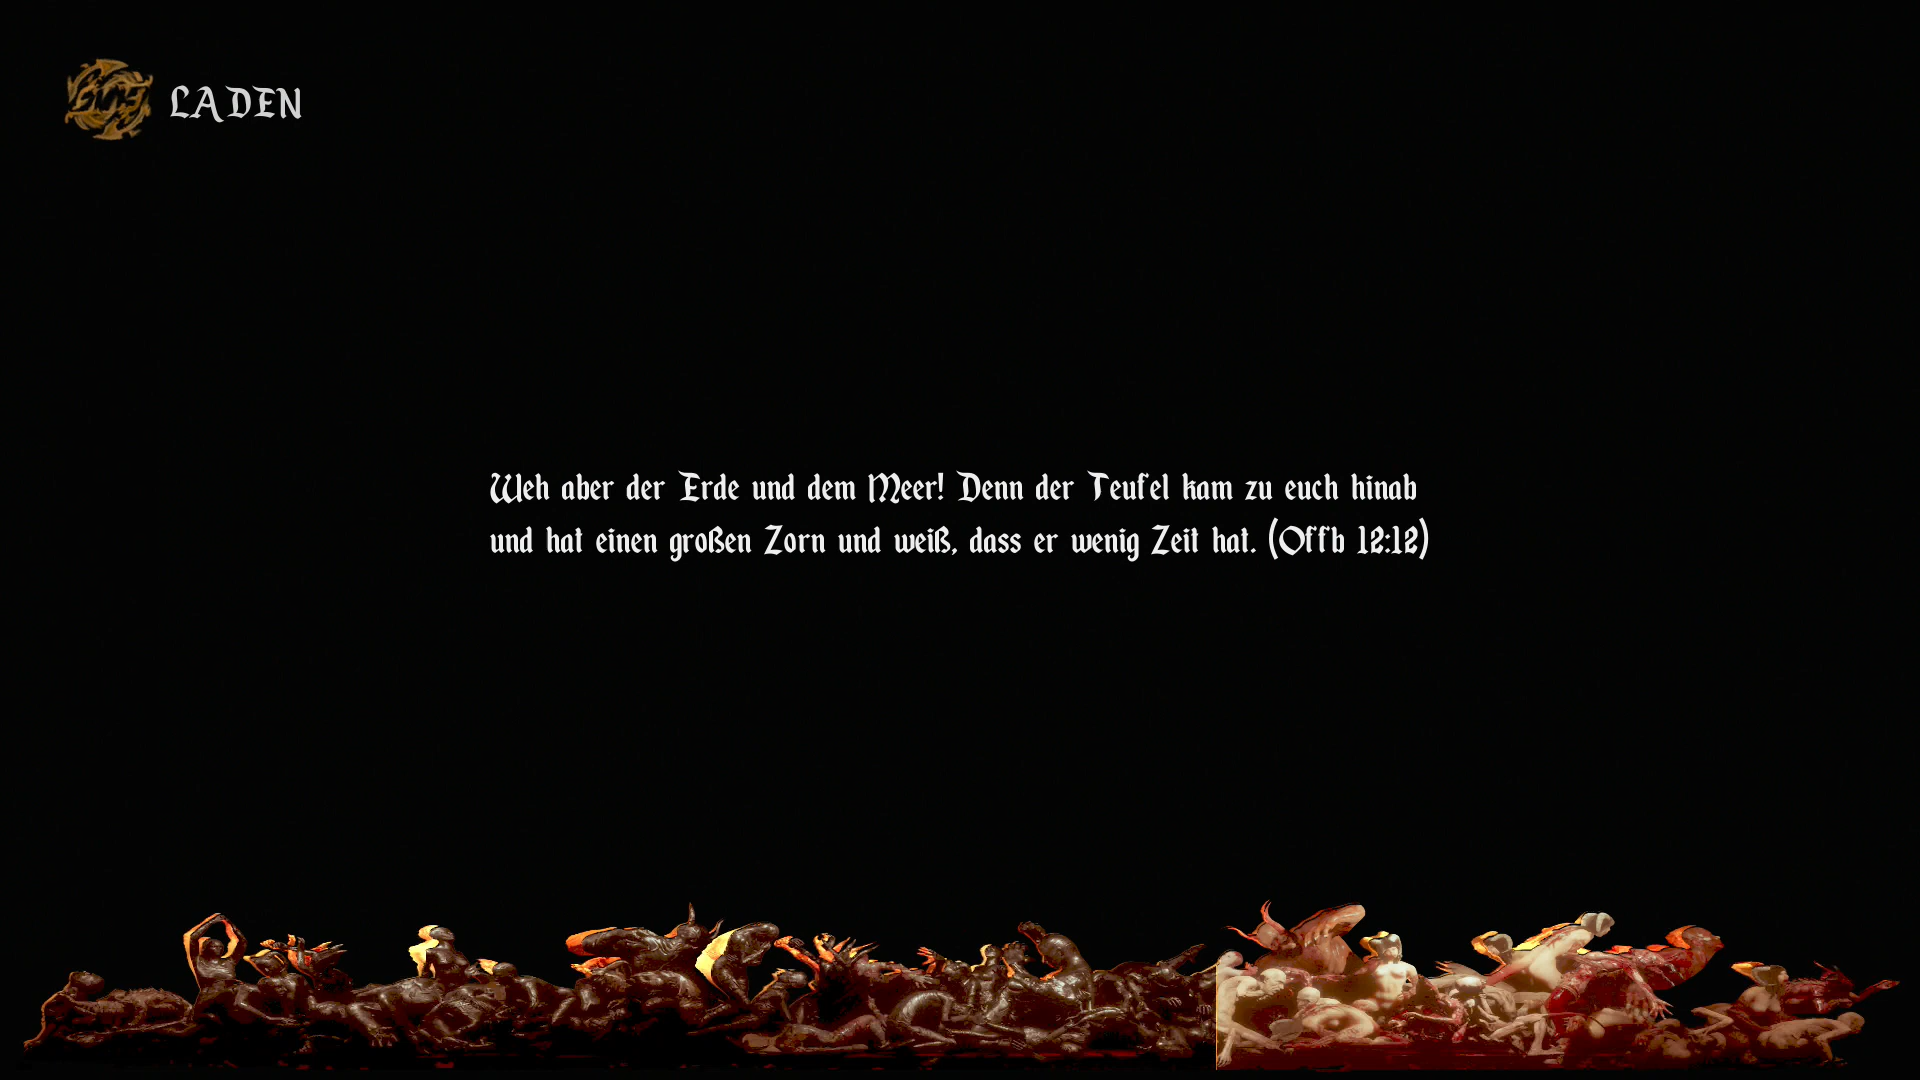 LADEN
Weh aber der Erde und dem Meer! Denn der Teufel kam zu euch hinab
und hat einen großen Zorn und weiß, dass er wenig Zeit hat. (Offb 12:12)